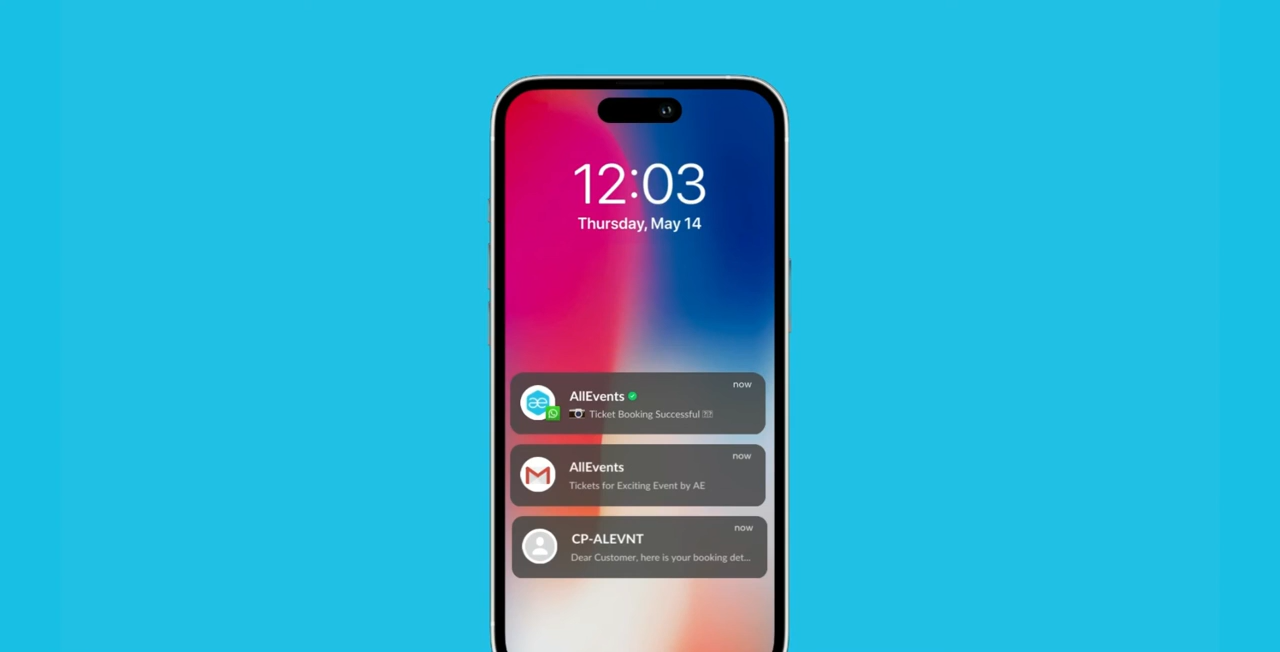 12:03
Thursday, May 14
now
AllEvents
📷 Ticket Booking Successful
now
AllEvents
Tickets for Exciting Event by AE
now
CP-ALEVNT
Dear Customer, here is your booking det...